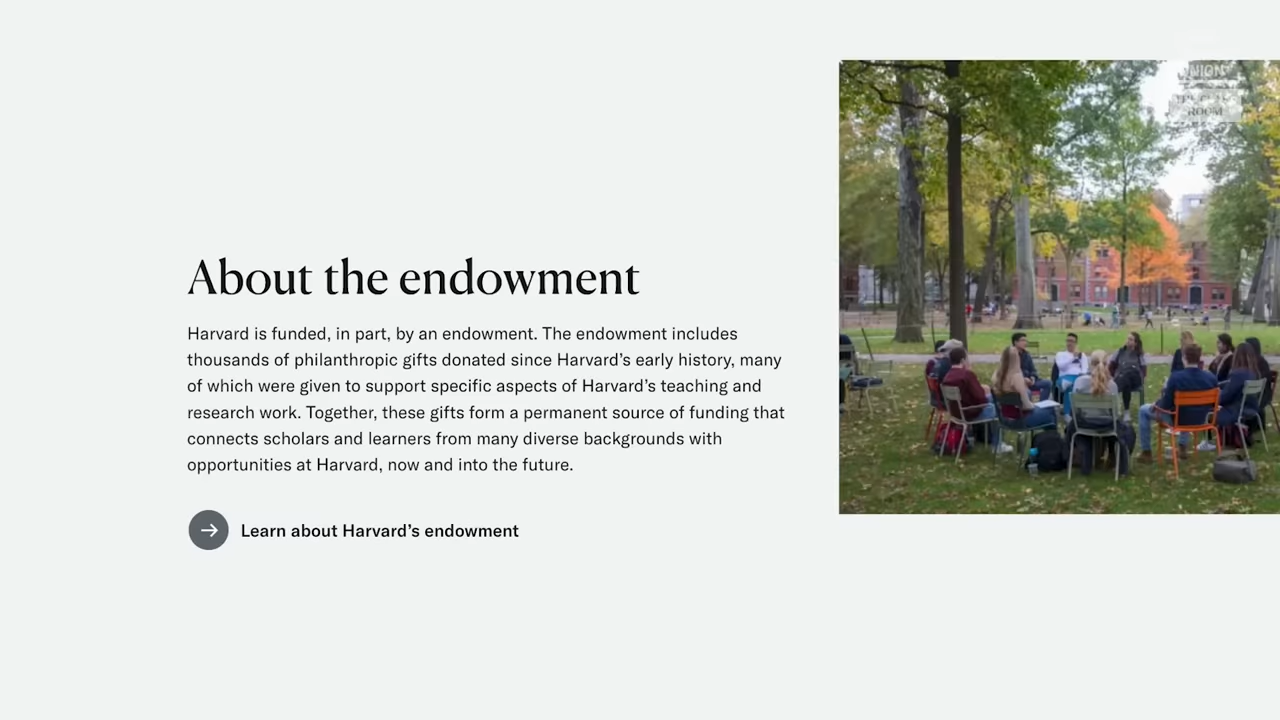 About the endowment
Harvard is funded, in part, by an endowment. The endowment includes
thousands of philanthropic gifts donated since Harvard’s early history, many
of which were given to support specific aspects of Harvard’s teaching and
research work. Together, these gifts form a permanent source of funding that
connects scholars and learners from many diverse backgrounds with
opportunities at Harvard, now and into the future.
Learn about Harvard’s endowment
ROOM